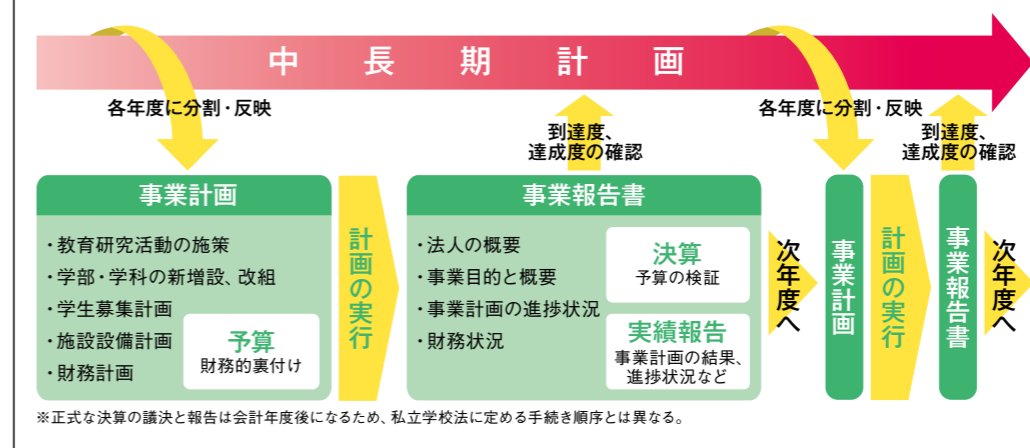 中長期計画
各年度に分割・反映
到達度、
達成度の確認
各年度に分割・反映
到達度、
達成度の確認
事業計画
・教育研究活動の施策
・学部・学科の新増設、改組
・学生募集計画
・施設設備計画
・財務計画
予算
財務的裏付け
計画の実行
事業報告書
・法人の概要
・事業目的と概要
・事業計画の進捗状況
・財務状況
決算
予算の検証
実績報告
事業計画の結果、
進捗状況など
次年度へ
事業計画
計画の実行
事業報告書
次年度へ
※正式な決算の議決と報告は会計年度後になるため、私立学校法に定める手続き順序とは異なる。